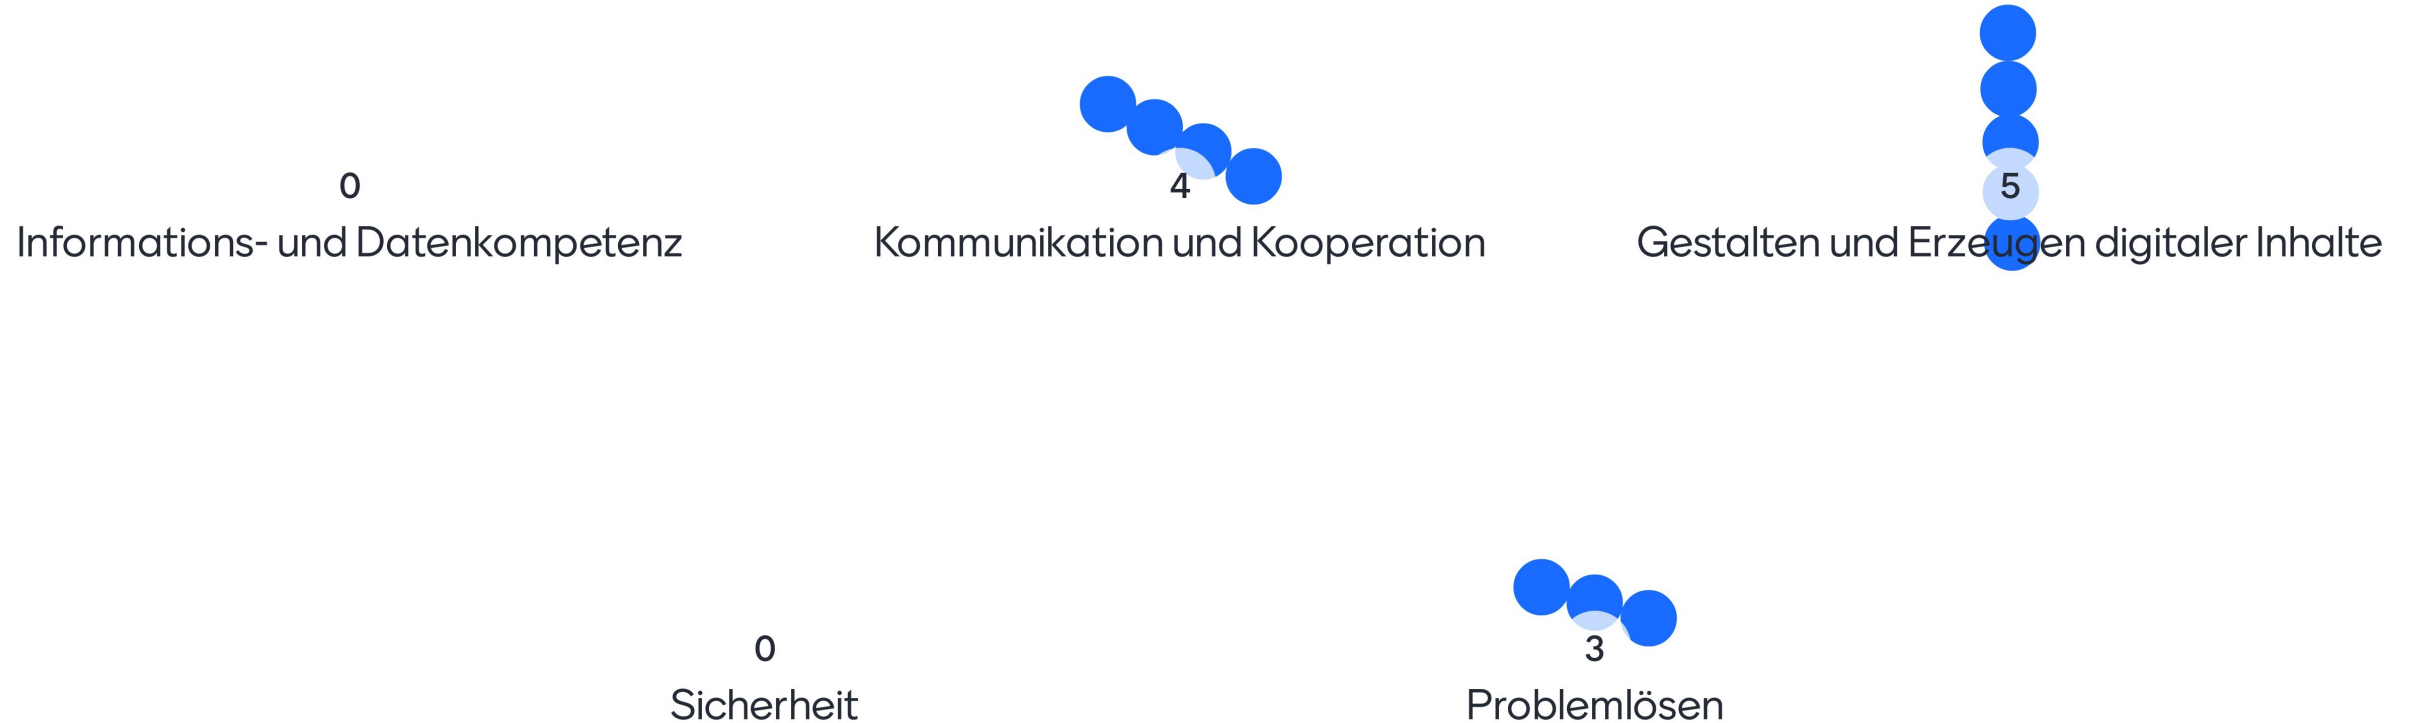 0
Informations- und Datenkompetenz
4
Kommunikation und Kooperation
5
Gestalten und Erzeugen digitaler Inhalte
0
Sicherheit
3
Problemlösen